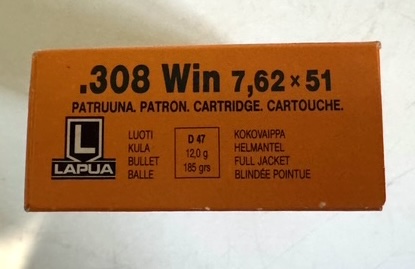 .308 Win 7,62 × 51
PATRUUNA. PATRON. CARTRIDGE. CARTOUCHE.
L
LAPUA
LUOTI
KULA
BULLET
BALLE
D 47
12,0 g
185 grs
KOKOVAIPPA
HELMANTEL
FULL JACKET
BLINDÉE POINTUE